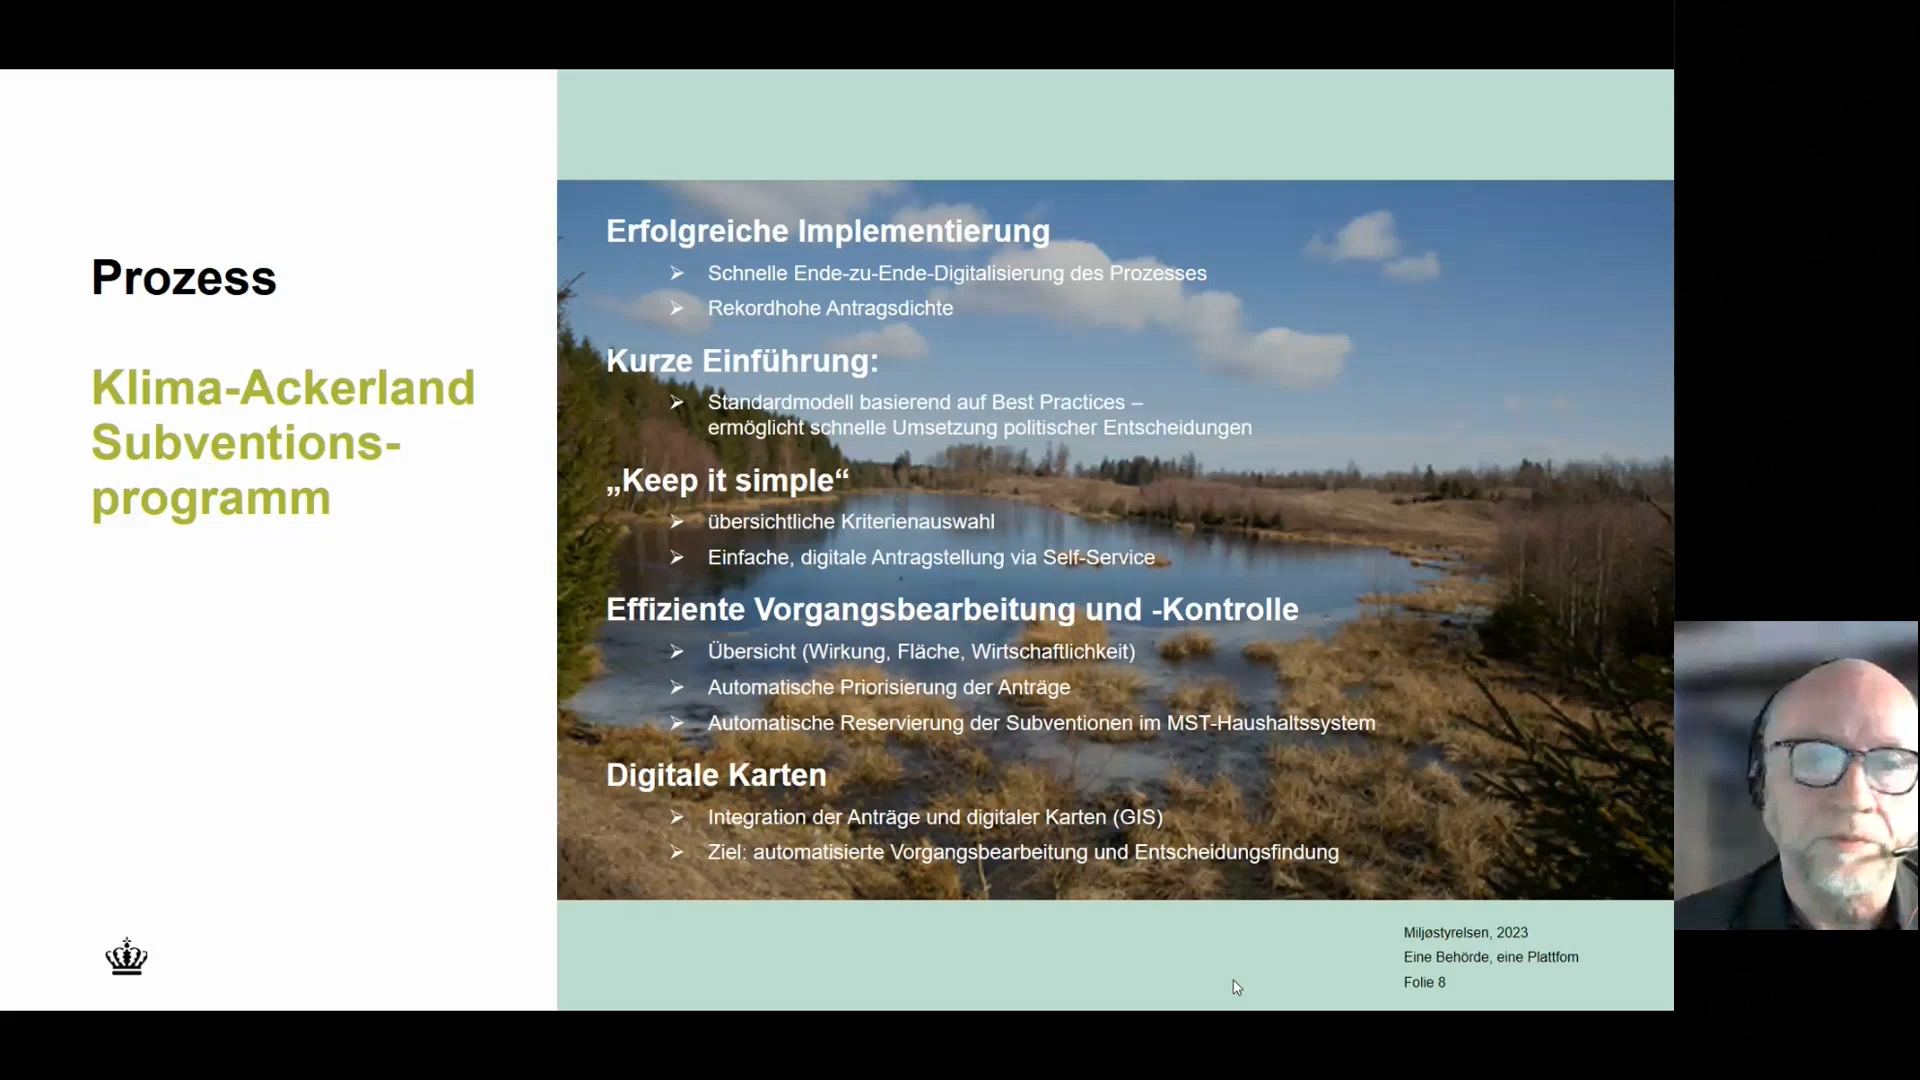 Prozess
Klima-Ackerland
Subventions-
programm
Erfolgreiche Implementierung
Schnelle Ende-zu-Ende-Digitalisierung des Prozesses
Rekordhohe Antragsdichte
Kurze Einführung:
Standardmodell basierend auf Best Practices –
ermöglicht schnelle Umsetzung politischer Entscheidungen
„Keep it simple“
übersichtliche Kriterienauswahl
Einfache, digitale Antragstellung via Self-Service
Effiziente Vorgangsbearbeitung und -Kontrolle
Übersicht (Wirkung, Fläche, Wirtschaftlichkeit)
Automatische Priorisierung der Anträge
Automatische Reservierung der Subventionen im MST-Haushaltssystem
Digitale Karten
Integration der Anträge und digitaler Karten (GIS)
Ziel: automatisierte Vorgangsbearbeitung und Entscheidungsfindung
Miljøstyrelsen, 2023
Eine Behörde, eine Plattfom
Folie 8